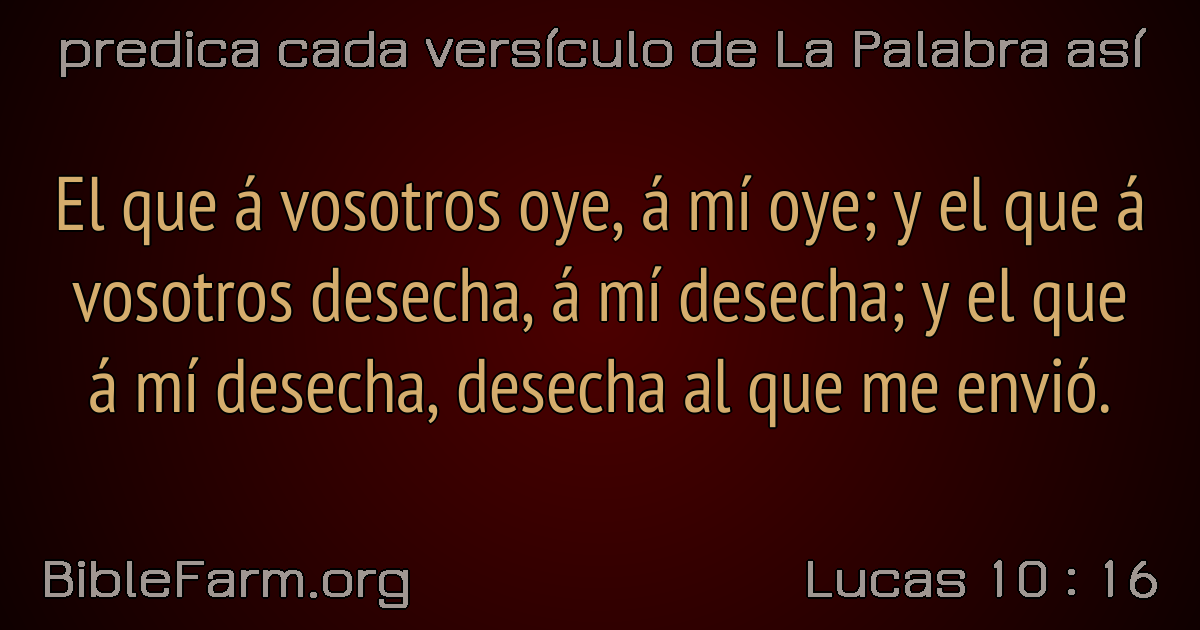 predica cada versículo de La Palabra así
El que á vosotros oye, á mí oye; y el que á
vosotros desecha, á mí desecha; y el que
á mí desecha, desecha al que me envió.
BibleFarm.org
Lucas 10 : 16